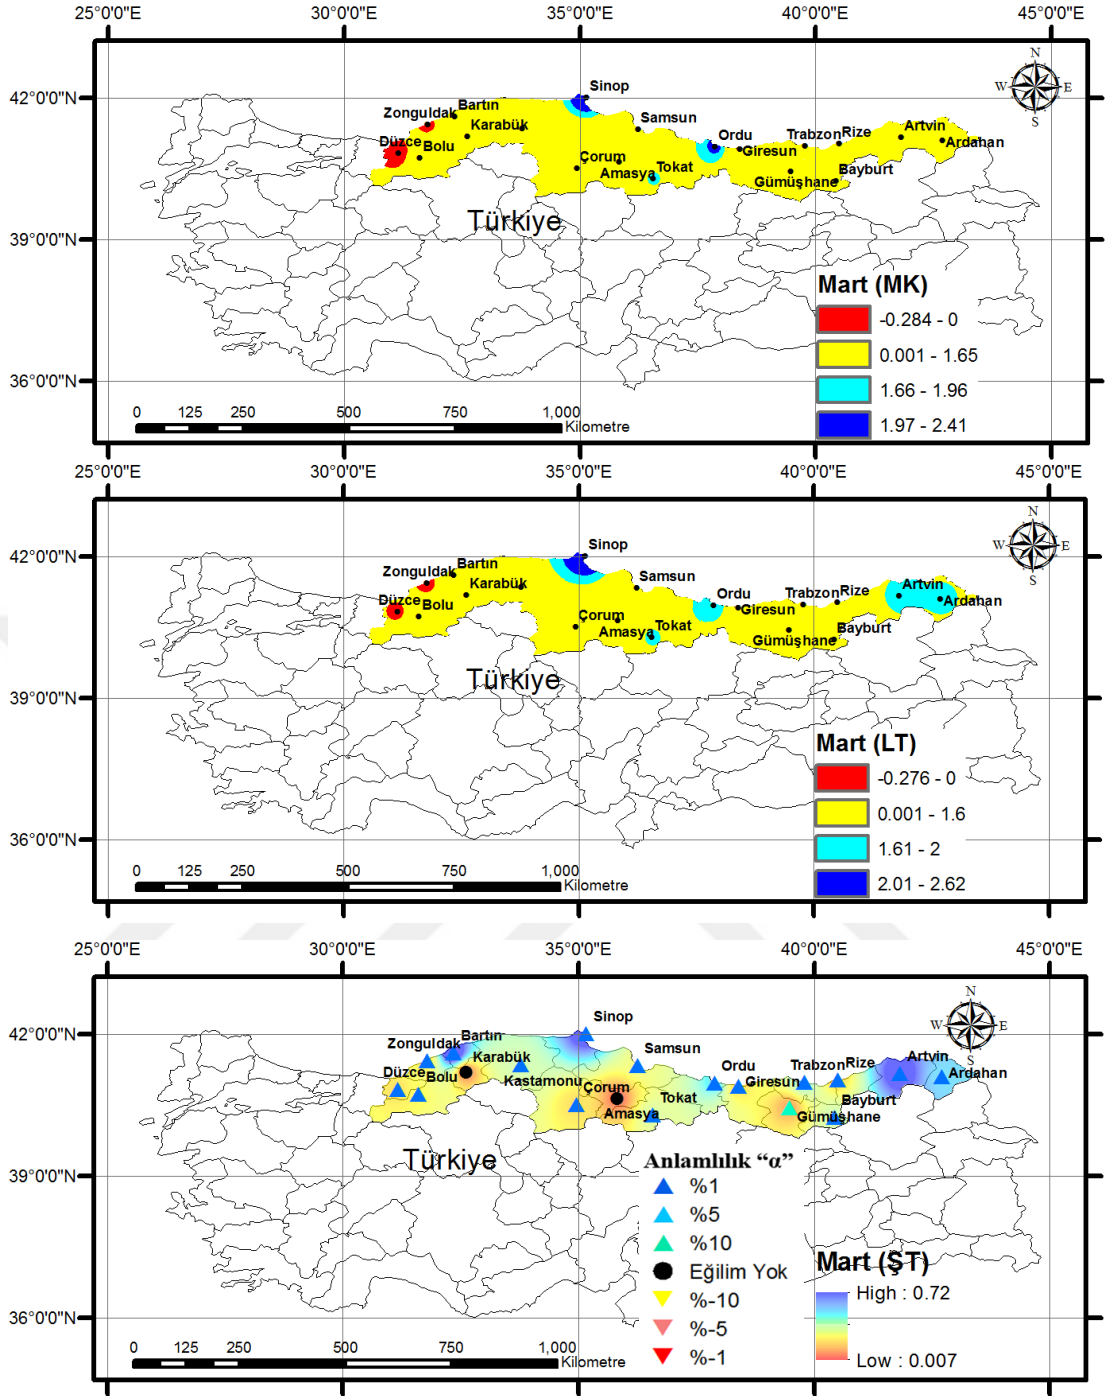 25°0'0"E 30°0'0"E 35°0'0"E 40°0'0"E 45°0'0"E
N
W E
S
42°0'0"N
39°0'0"N
36°0'0"N
Sinop
Zonguldak
Bartın
Karabük
Samsun
Düzce
Bolu
Ordu
Trabzon
Rize
Artvin
Giresun
Ardahan
Çorum
Amasya
Tokat
Bayburt
Gümüşhane
Türkiye
Mart (MK)
-0.284 - 0
0.001 - 1.65
1.66 - 1.96
1.97 - 2.41
0 125 250 500 750 1,000
Kilometre
25°0'0"E 30°0'0"E 35°0'0"E 40°0'0"E 45°0'0"E
N
W E
S
42°0'0"N
39°0'0"N
36°0'0"N
Sinop
Zonguldak
Bartın
Karabük
Samsun
Düzce
Bolu
Ordu
Trabzon
Rize
Artvin
Giresun
Ardahan
Çorum
Amasya
Tokat
Bayburt
Gümüşhane
Türkiye
Mart (LT)
-0.276 - 0
0.001 - 1.6
1.61 - 2
2.01 - 2.62
0 125 250 500 750 1,000
Kilometre
25°0'0"E 30°0'0"E 35°0'0"E 40°0'0"E 45°0'0"E
N
W E
S
42°0'0"N
39°0'0"N
36°0'0"N
Sinop
Zonguldak
Bartın
Karabük
Samsun
Düzce
Bolu
Kastamonu
Ordu
Trabzon
Rize
Artvin
Giresun
Ardahan
Çorum
Amasya
Tokat
Bayburt
Gümüşhane
Türkiye
Anlamlılık “α”
%1
%5
%10
Eğilim Yok
%-10
%-5
%-1
Mart (ŞT)
High : 0.72
Low : 0.007
0 125 250 500 750 1,000
Kilometre